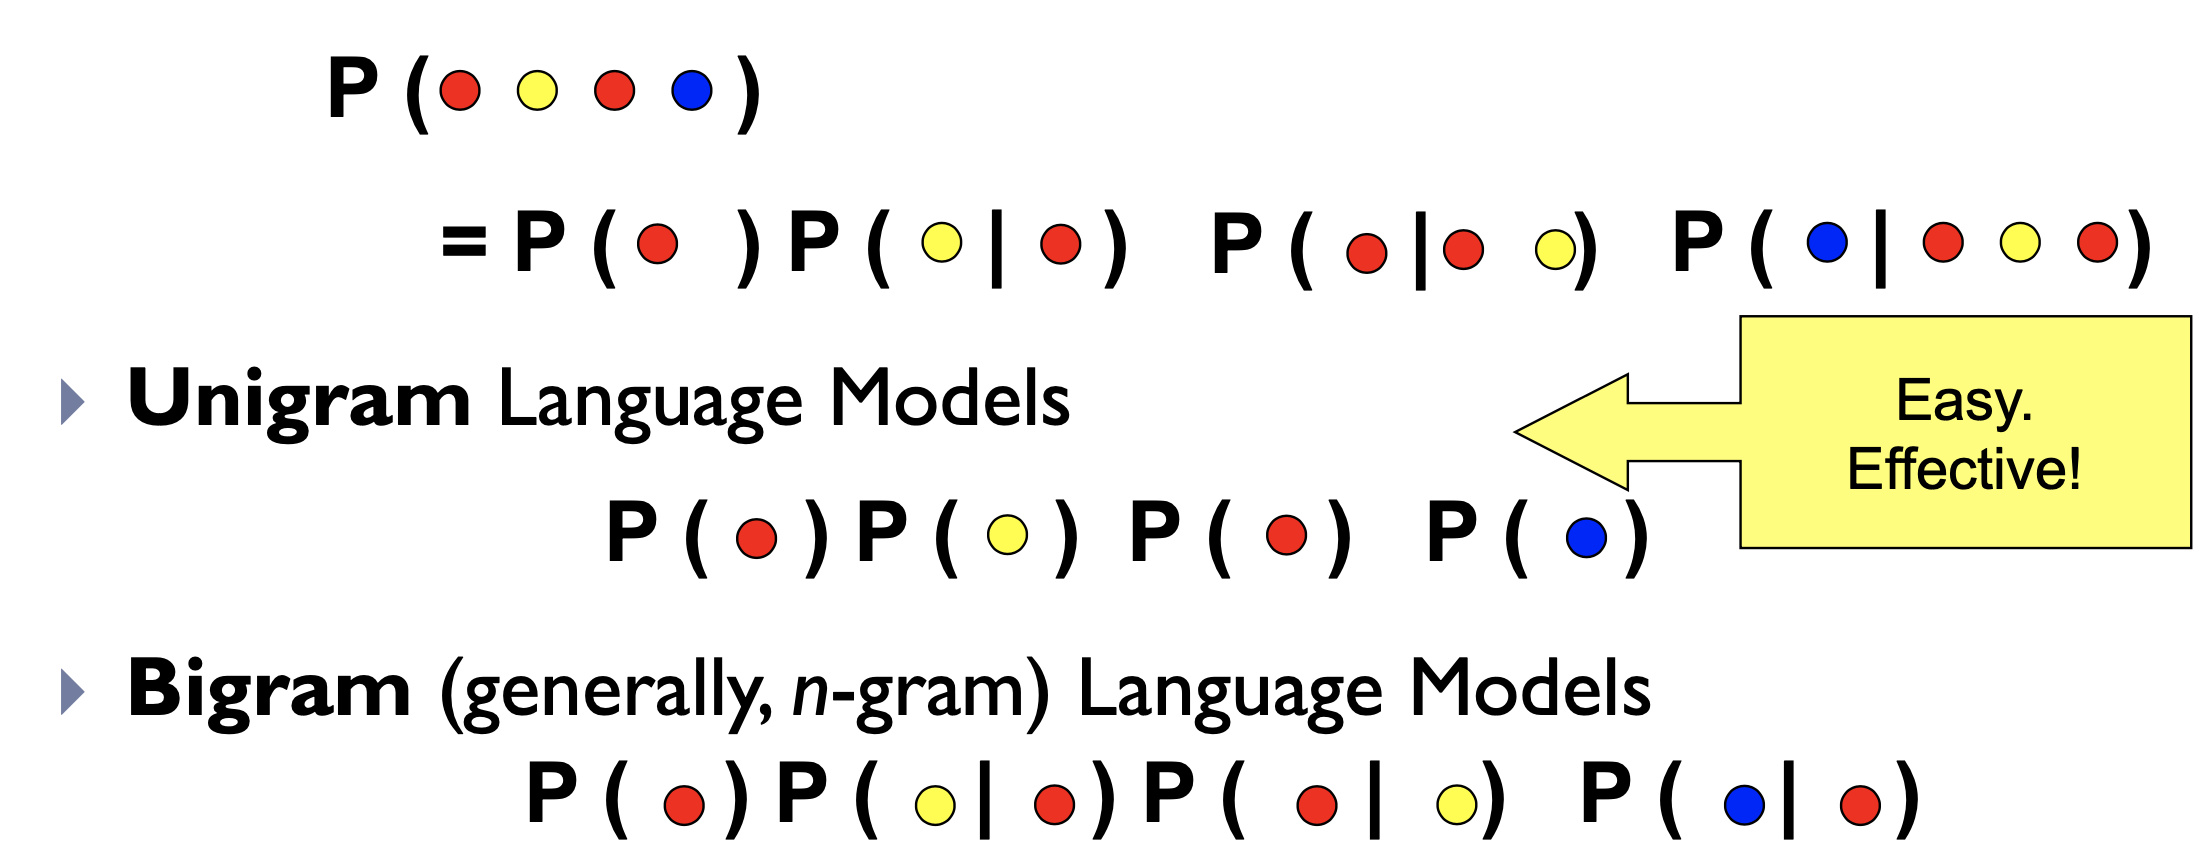 P ( )
= P ( ) P ( | ) P ( | ) P ( | )
Unigram Language Models
Easy.
Effective!
P ( ) P ( ) P ( ) P ( )
Bigram (generally, n-gram) Language Models
P ( ) P ( | ) P ( | ) P ( | )